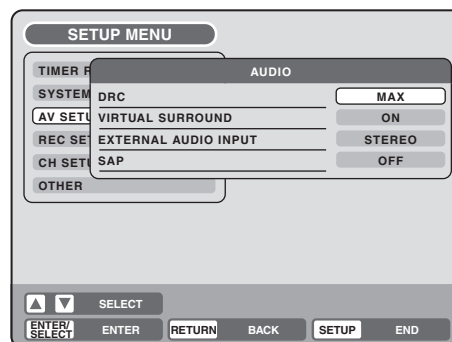 SETUP MENU
TIMER R
SYSTEM
AV SETU
REC SET
CH SETU
OTHER
AUDIO
DRC MAX
VIRTUAL SURROUND ON
EXTERNAL AUDIO INPUT STEREO
SAP OFF
SELECT
ENTER/SELECT ENTER RETURN BACK SETUP END